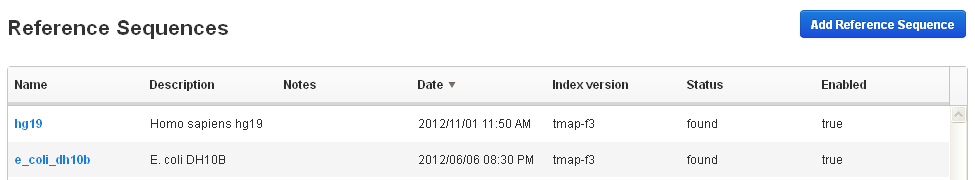 Reference Sequences
Add Reference Sequence
Name Description Notes Date Index version Status Enabled
hg19 Homo sapiens hg19 2012/11/01 11:50 AM tmap-f3 found true
e_coli_dh10b E. coli DH10B 2012/06/06 08:30 PM tmap-f3 found true